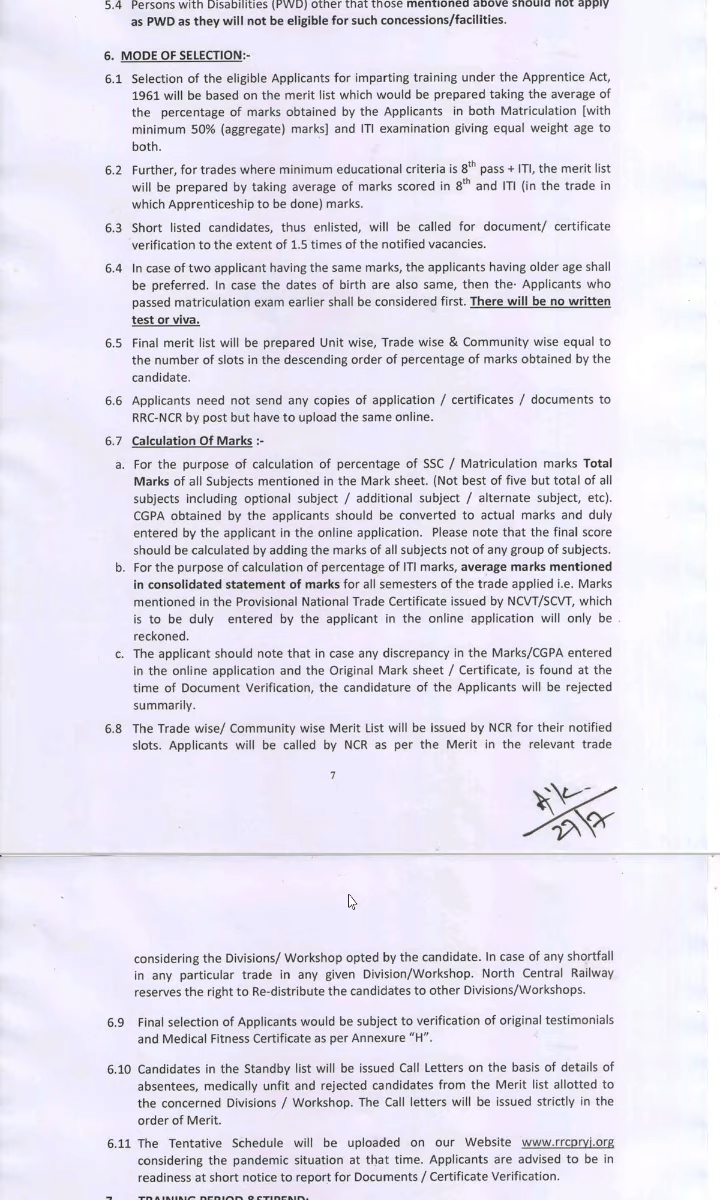 5.4 Persons with Disabilities (PWD) other that those mentioned above should not apply
as PWD as they will not be eligible for such concessions/facilities.
6. MODE OF SELECTION:-
6.1 Selection of the eligible Applicants for imparting training under the Apprentice Act,
1961 will be based on the merit list which would be prepared taking the average of
the percentage of marks obtained by the Applicants in both Matriculation [with
minimum 50% (aggregate) marks] and ITI examination giving equal weight age to
both.
6.2 Further, for trades where minimum educational criteria is 8th pass + ITI, the merit list
will be prepared by taking average of marks scored in 8th and ITI (in the trade in
which Apprenticeship to be done) marks.
6.3 Short listed candidates, thus enlisted, will be called for document/ certificate
verification to the extent of 1.5 times of the notified vacancies.
6.4 In case of two applicant having the same marks, the applicants having older age shall
be preferred. In case the dates of birth are also same, then the Applicants who
passed matriculation exam earlier shall be considered first. There will be no written
test or viva.
6.5 Final merit list will be prepared Unit wise, Trade wise & Community wise equal to
the number of slots in the descending order of percentage of marks obtained by the
candidate.
6.6 Applicants need not send any copies of application / certificates / documents to
RRC-NCR by post but have to upload the same online.
6.7 Calculation Of Marks :-
a. For the purpose of calculation of percentage of SSC / Matriculation marks Total
Marks of all Subjects mentioned in the Mark sheet. (Not best of five but total of all
subjects including optional subject / additional subject / alternate subject, etc).
CGPA obtained by the applicants should be converted to actual marks and duly
entered by the applicant in the online application. Please note that the final score
should be calculated by adding the marks of all subjects not of any group of subjects.
b. For the purpose of calculation of percentage of ITI marks, average marks mentioned
in consolidated statement of marks for all semesters of the trade applied i.e. Marks
mentioned in the Provisional National Trade Certificate issued by NCVT/SCVT, which
is to be duly entered by the applicant in the online application will only be
reckoned.
c. The applicant should note that in case any discrepancy in the Marks/CGPA entered
in the online application and the Original Mark sheet / Certificate, is found at the
time of Document Verification, the candidature of the Applicants will be rejected
summarily.
6.8 The Trade wise/ Community wise Merit List will be issued by NCR for their notified
slots. Applicants will be called by NCR as per the Merit in the relevant trade
7
29/7
considering the Divisions/ Workshop opted by the candidate. In case of any shortfall
in any particular trade in any given Division/Workshop. North Central Railway
reserves the right to Re-distribute the candidates to other Divisions/Workshops.
6.9 Final selection of Applicants would be subject to verification of original testimonials
and Medical Fitness Certificate as per Annexure "H".
6.10 Candidates in the Standby list will be issued Call Letters on the basis of details of
absentees, medically unfit and rejected candidates from the Merit list allotted to
the concerned Divisions / Workshop. The Call letters will be issued strictly in the
order of Merit.
6.11 The Tentative Schedule will be uploaded on our Website www.rrcpryj.org
considering the pandemic situation at that time. Applicants are advised to be in
readiness at short notice to report for Documents / Certificate Verification.
7. TRAINING PERIOD &STIPEND: